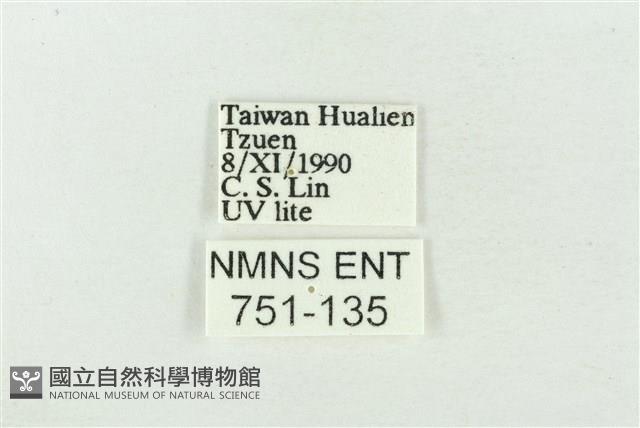 Taiwan Hualien
Tzuen
8/XI/1990
C. S. Lin
UV lite
NMNS ENT
751-135
國立自然科學博物館
NATIONAL MUSEUM OF NATURAL SCIENCE